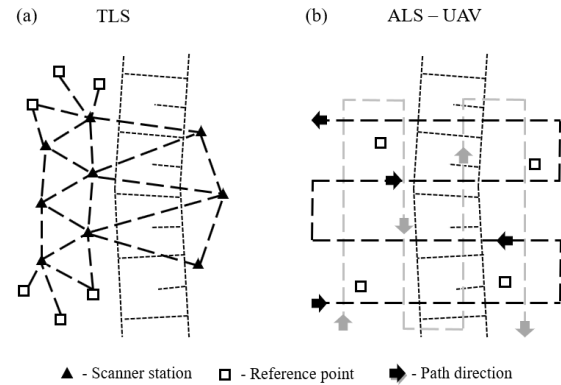 (a) TLS (b) ALS – UAV
- Scanner station - Reference point - Path direction